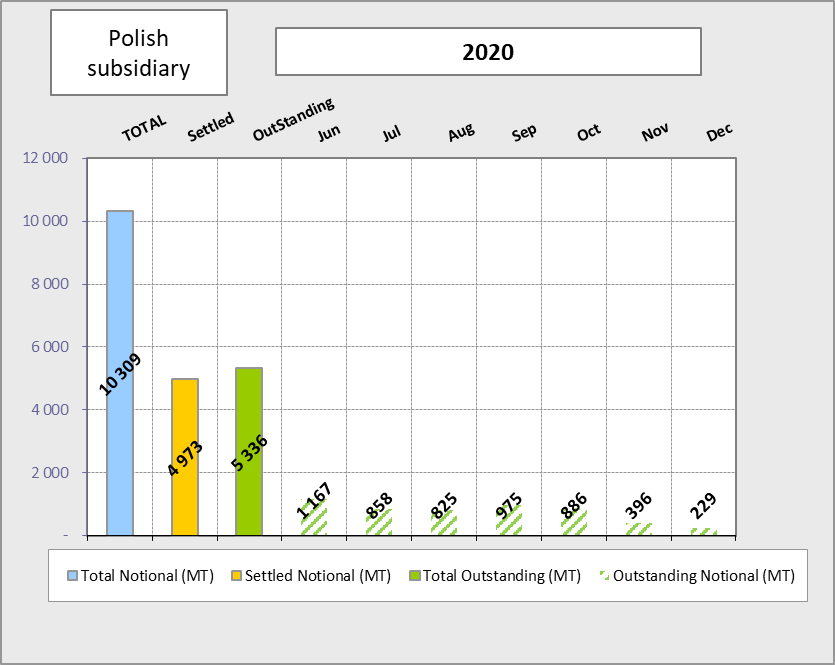 Polish
subsidiary
2020
TOTAL Settled OutStanding Jun Jul Aug Sep Oct Nov Dec
12 000
10 000
8 000
6 000
4 000
2 000
-
10 309 4 973 5 336 1 167 858 825 975 886 396 229
Total Notional (MT) Settled Notional (MT) Total Outstanding (MT) Outstanding Notional (MT)